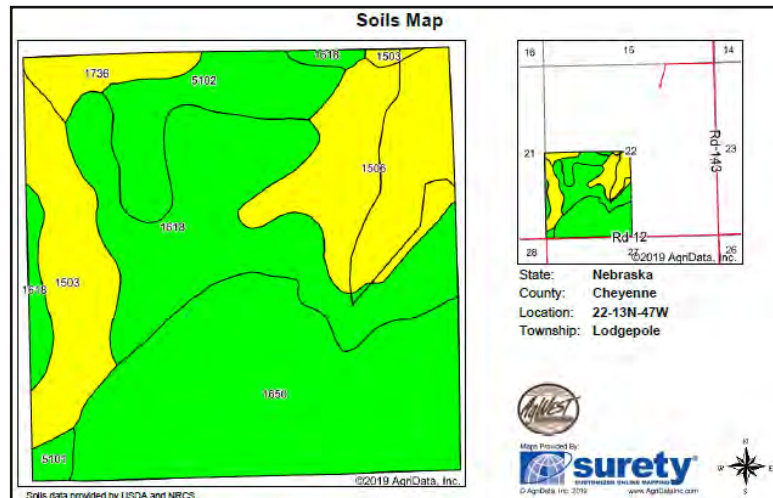 Soils Map
1736
5102
1618
1503
1506
1618
1618
1503
1650
5101
©2019 AgriData, Inc.
Soils data provided by USDA and NRCS
16
15
14
21
22
23
Rd-143
Rd 12
28
27
26
©2019 AgriData, Inc.
State: Nebraska
County: Cheyenne
Location: 22-13N-47W
Township: Lodgepole
AgWEST
Maps Provided By:
surety®
CUSTOMIZED ONLINE MAPPING
© AgriData, Inc. 2019 www.AgriDataInc.com
N
W E
S